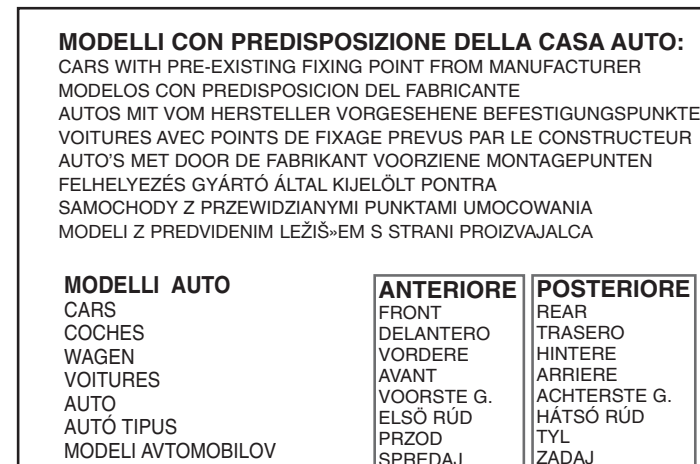 MODELLI CON PREDISPOSIZIONE DELLA CASA AUTO:
CARS WITH PRE-EXISTING FIXING POINT FROM MANUFACTURER
MODELOS CON PREDISPOSICION DEL FABRICANTE
AUTOS MIT VOM HERSTELLER VORGESEHENE BEFESTIGUNGSPUNKTE
VOITURES AVEC POINTS DE FIXAGE PREVUS PAR LE CONSTRUCTEUR
AUTO'S MET DOOR DE FABRIKANT VOORZIENE MONTAGEPUNTEN
FELHELYEZÉS GYÁRTÓ ÁLTAL KIJELÖLT PONTRA
SAMOCHODY Z PRZEWIDZIANYMI PUNKTAMI UMOCOWANIA
MODELI Z PREDVIDENIM LEŽIŠ»EM S STRANI PROIZVAJALCA
MODELLI AUTO
CARS
COCHES
WAGEN
VOITURES
AUTO
AUTÓ TIPUS
MODELI AVTOMOBILOV
ANTERIORE
FRONT
DELANTERO
VORDERE
AVANT
VOORSTE G.
ELSÖ RÚD
PRZOD
SPREDAJ
POSTERIORE
REAR
TRASERO
HINTERE
ARRIERE
ACHTERSTE G.
HÁTSÓ RÚD
TYL
ZADAJ